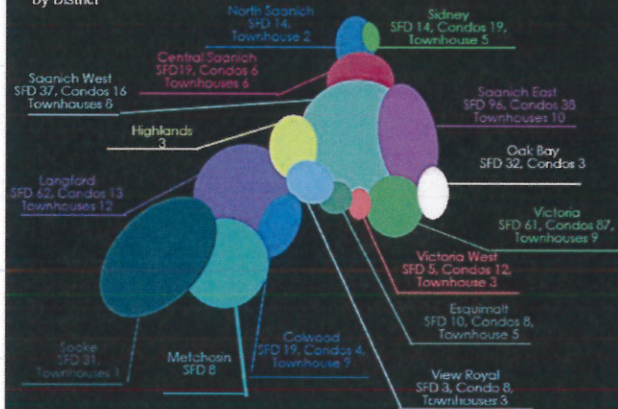 by District
North Saanich
SFD 14,
Townhouse 2
Sidney
SFD 14, Condos 19,
Townhouse 5
Central Saanich
SFD19, Condos 6
Townhouses 6
Saanich West
SFD 37, Condos 16
Townhouses 8
Saanich East
SFD 96, Condos 38
Townhouses 10
Highlands
3
Oak Bay
SFD 32, Condos 3
Langford
SFD 62, Condos 13
Townhouses 12
Victoria
SFD 61, Condos 87,
Townhouses 9
Victoria West
SFD 5, Condos 12,
Townhouse 3
Esquimalt
SFD 10, Condos 8,
Townhouse 5
Sooke
SFD 31,
Townhouses 1
Metchosin
SFD 8
Colwood
SFD 19, Condos 4,
Townhouse 9
View Royal
SFD 3, Condo 8,
Townhouses 3